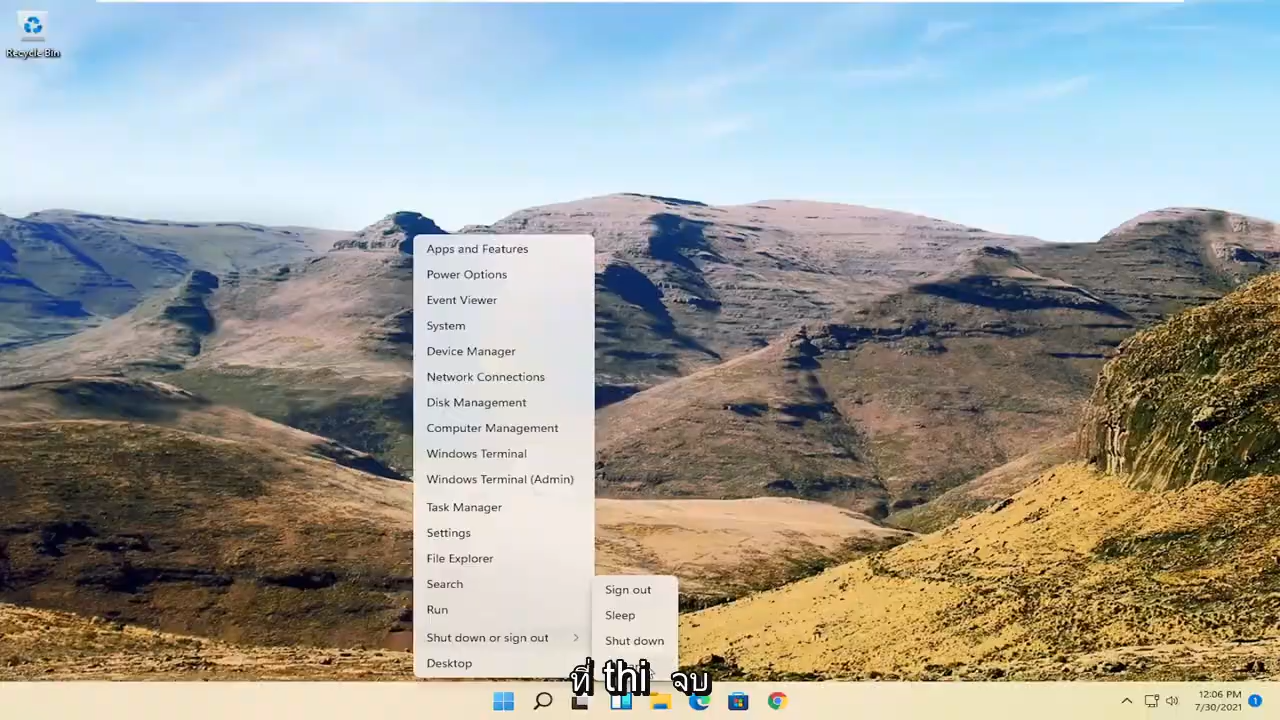 Recycle Bin
Apps and Features
Power Options
Event Viewer
System
Device Manager
Network Connections
Disk Management
Computer Management
Windows Terminal
Windows Terminal (Admin)
Task Manager
Settings
File Explorer
Search
Run
Shut down or sign out
Desktop
Sign out
Sleep
Shut down
ที่ thi จบ
12:06 PM
7/30/2021
1